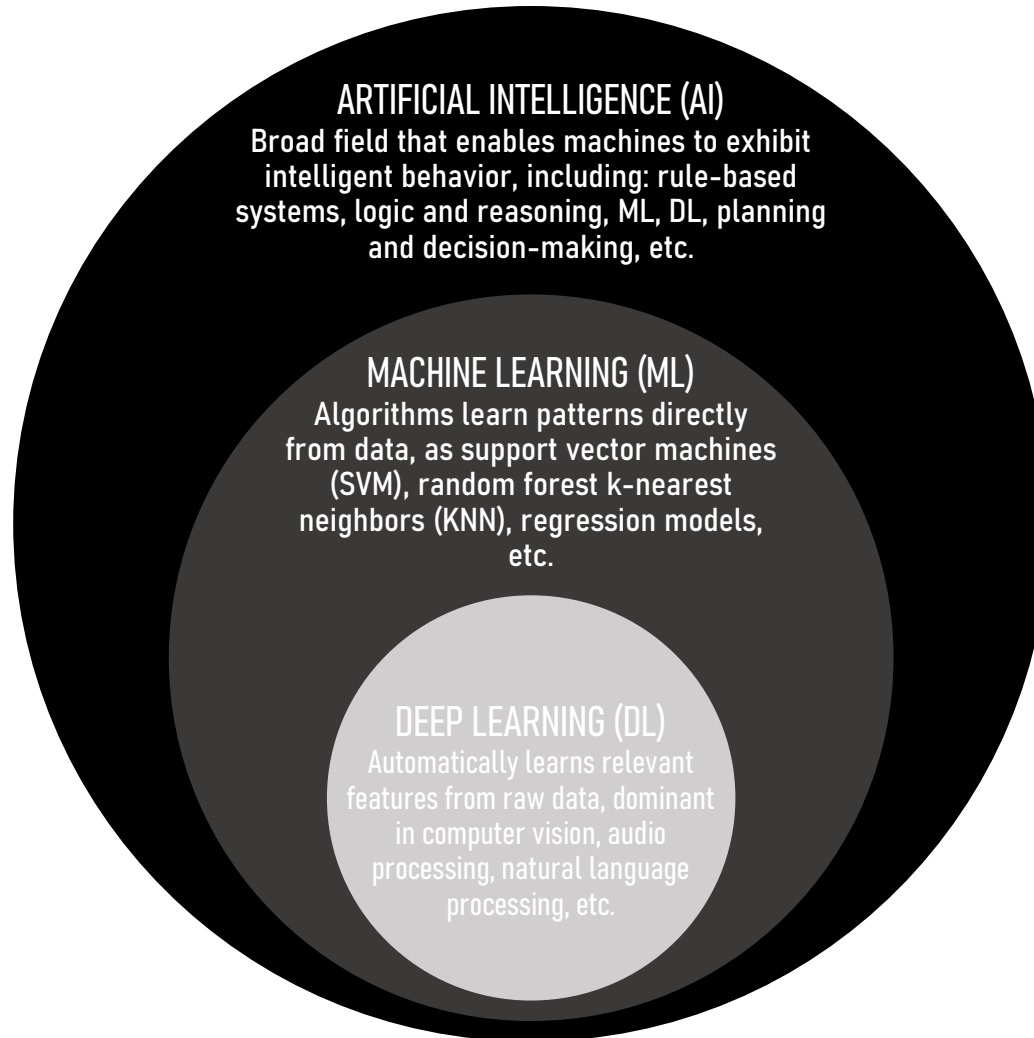 ARTIFICIAL INTELLIGENCE (AI)
Broad field that enables machines to exhibit
intelligent behavior, including: rule-based
systems, logic and reasoning, ML, DL, planning
and decision-making, etc.
MACHINE LEARNING (ML)
Algorithms learn patterns directly
from data, as support vector machines
(SVM), random forest k-nearest
neighbors (KNN), regression models,
etc.
DEEP LEARNING (DL)
Automatically learns relevant
features from raw data, dominant
in computer vision, audio
processing, natural language
processing, etc.